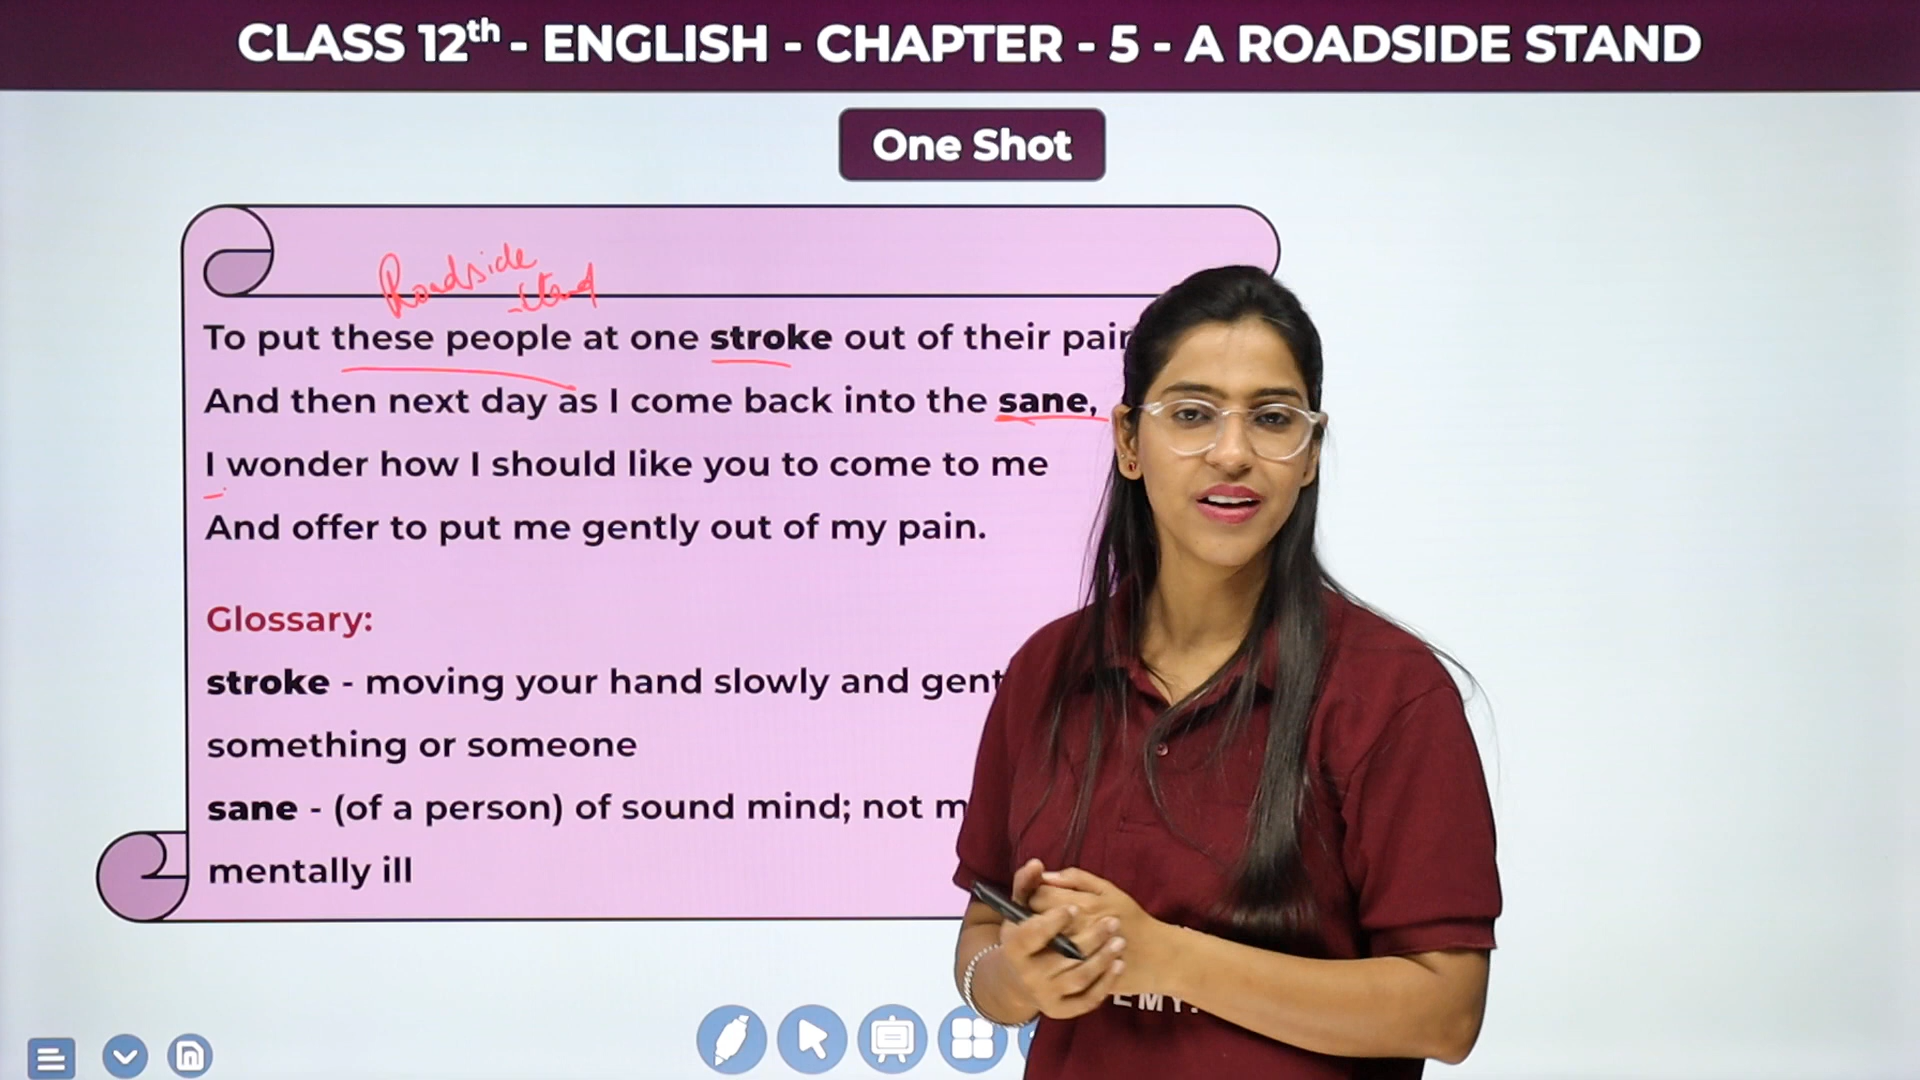 CLASS 12th - ENGLISH - CHAPTER - 5 - A ROADSIDE STAND
One Shot
Roadside
stand
To put these people at one stroke out of their pain
And then next day as I come back into the sane,
I wonder how I should like you to come to me
And offer to put me gently out of my pain.
Glossary:
stroke - moving your hand slowly and gent
something or someone
sane - (of a person) of sound mind; not m
mentally ill
EMY.